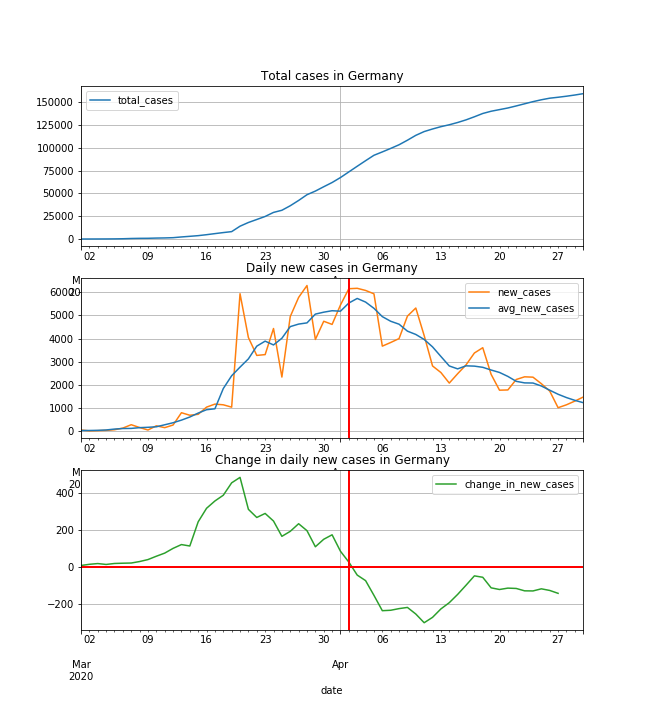 Total cases in Germany
total_cases
150000
125000
100000
75000
50000
25000
0
02 09 16 23 30 06 13 20 27
Daily new cases in Germany
new_cases
avg_new_cases
6000
5000
4000
3000
2000
1000
0
02 09 16 23 30 06 13 20 27
Change in daily new cases in Germany
change_in_new_cases
400
200
0
−200
02 09 16 23 30 06 13 20 27
Mar Apr
2020
date